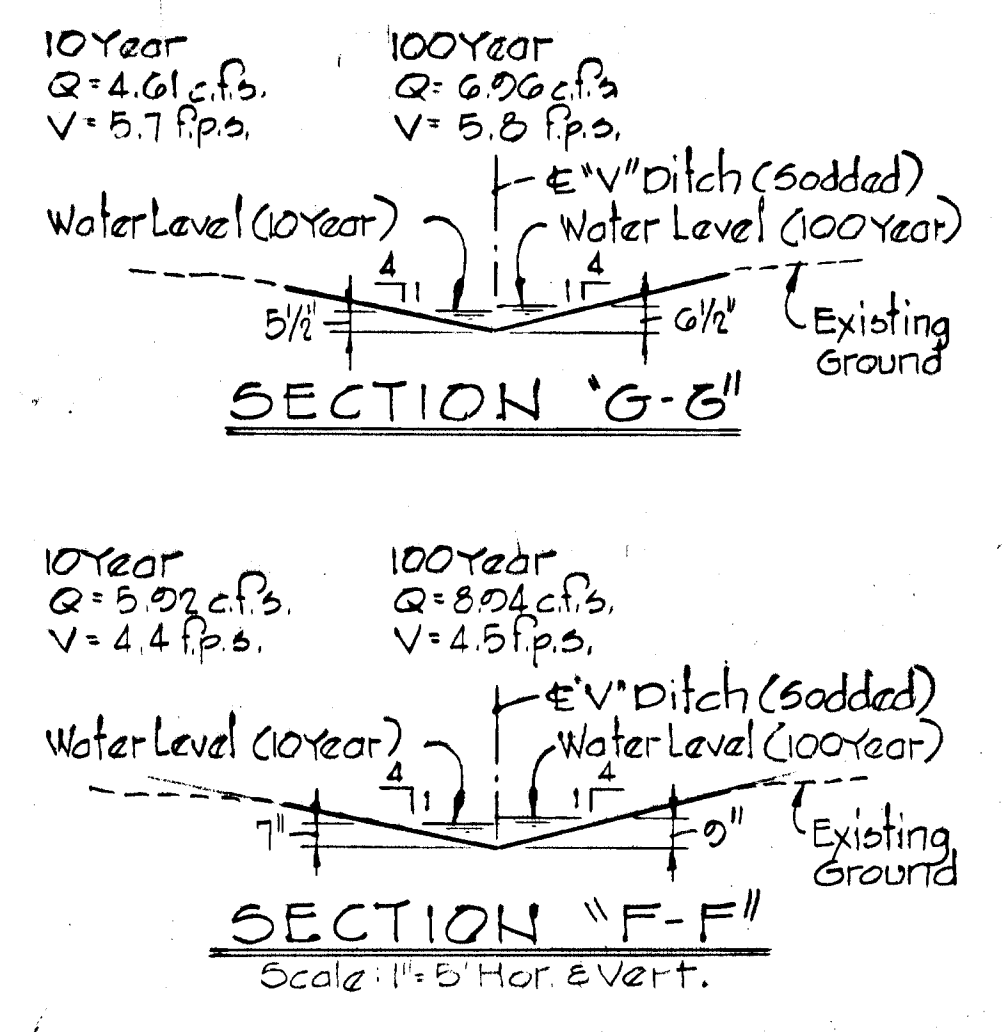 10 Year
Q = 4.61 c.f.s.
V = 5.7 f.p.s.
100 Year
Q = 6.96 c.f.s
V = 5.8 f.p.s.
℄ "V" Ditch (Sodded)
Water Level (10 Year)
Water Level (100 Year)
4
1
1
4
5½"
6½"
Existing
Ground
SECTION "G-G"
10 Year
Q = 5.92 c.f.s.
V = 4.4 f.p.s.
100 Year
Q = 8.94 c.f.s.
V = 4.5 f.p.s.
℄ "V" Ditch (Sodded)
Water Level (10 Year)
Water Level (100 Year)
4
1
1
4
7"
9"
Existing
Ground
SECTION "F-F"
Scale: 1" = 5' Hor. & Vert.